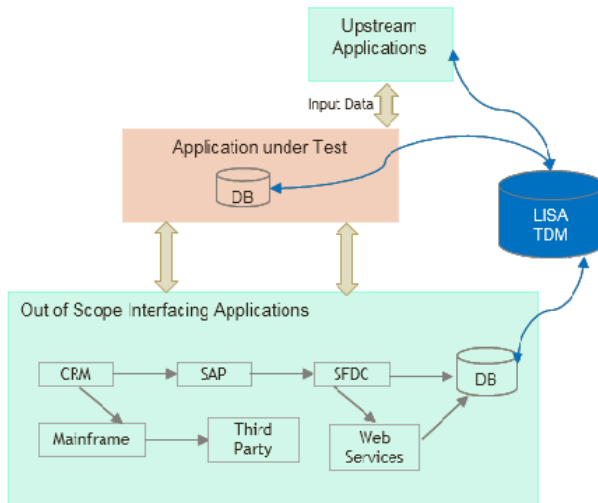 Upstream
Applications
Input Data
Application under Test
DB
LISA
TDM
Out of Scope Interfacing Applications
CRM
SAP
SFDC
DB
Mainframe
Third
Party
Web
Services